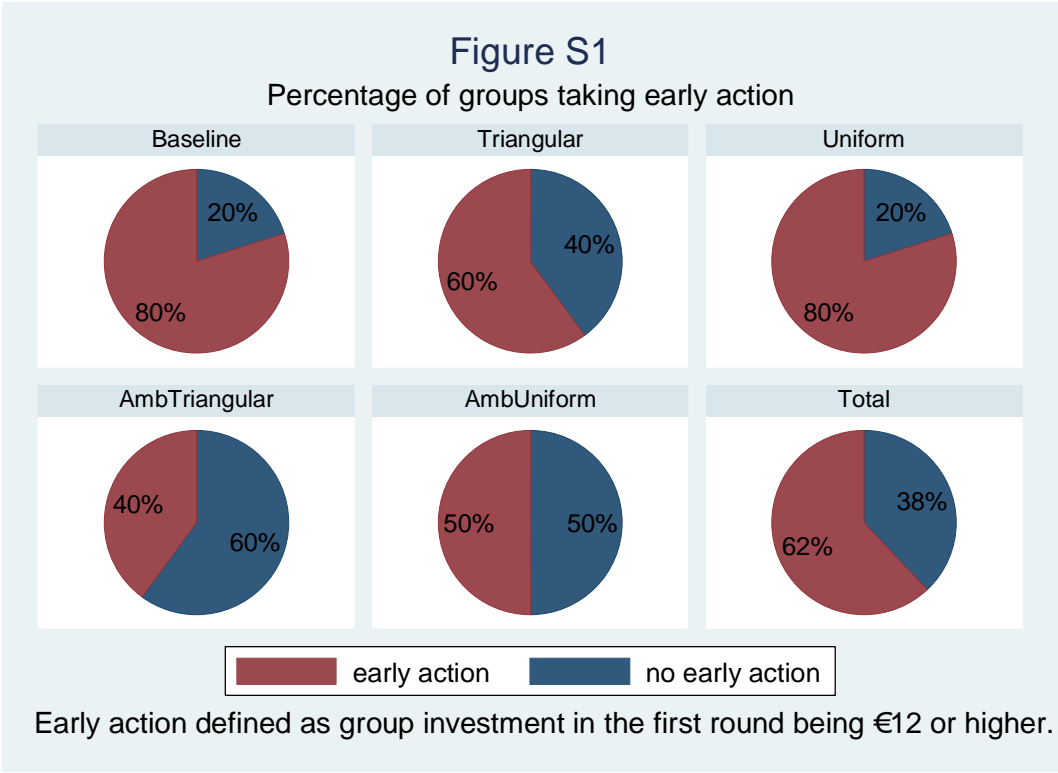 Figure S1
Percentage of groups taking early action
Baseline
20%
80%
Triangular
40%
60%
Uniform
20%
80%
AmbTriangular
40%
60%
AmbUniform
50%
50%
Total
38%
62%
early action
no early action
Early action defined as group investment in the first round being €12 or higher.